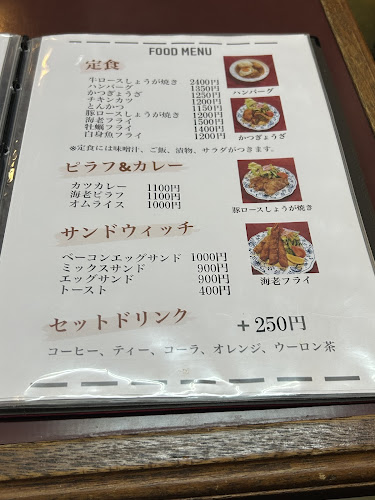 FOOD MENU
定食
牛ロースしょうが焼き 2400円
ハンバーグ 1350円
かつぎょうざ 1250円
チキンカツ 1200円
とんかつ 1150円
豚ロースしょうが焼き 1200円
海老フライ 1500円
牡蠣フライ 1400円
白身魚フライ 1200円
※定食には味噌汁、ご飯、漬物、サラダがつきます。
ハンバーグ
かつぎょうざ
ピラフ&カレー
カツカレー 1100円
海老ピラフ 1100円
オムライス 1000円
豚ロースしょうが焼き
サンドウィッチ
ベーコンエッグサンド 1000円
ミックスサンド 900円
エッグサンド 900円
トースト 400円
海老フライ
セットドリンク +250円
コーヒー、ティー、コーラ、オレンジ、ウーロン茶